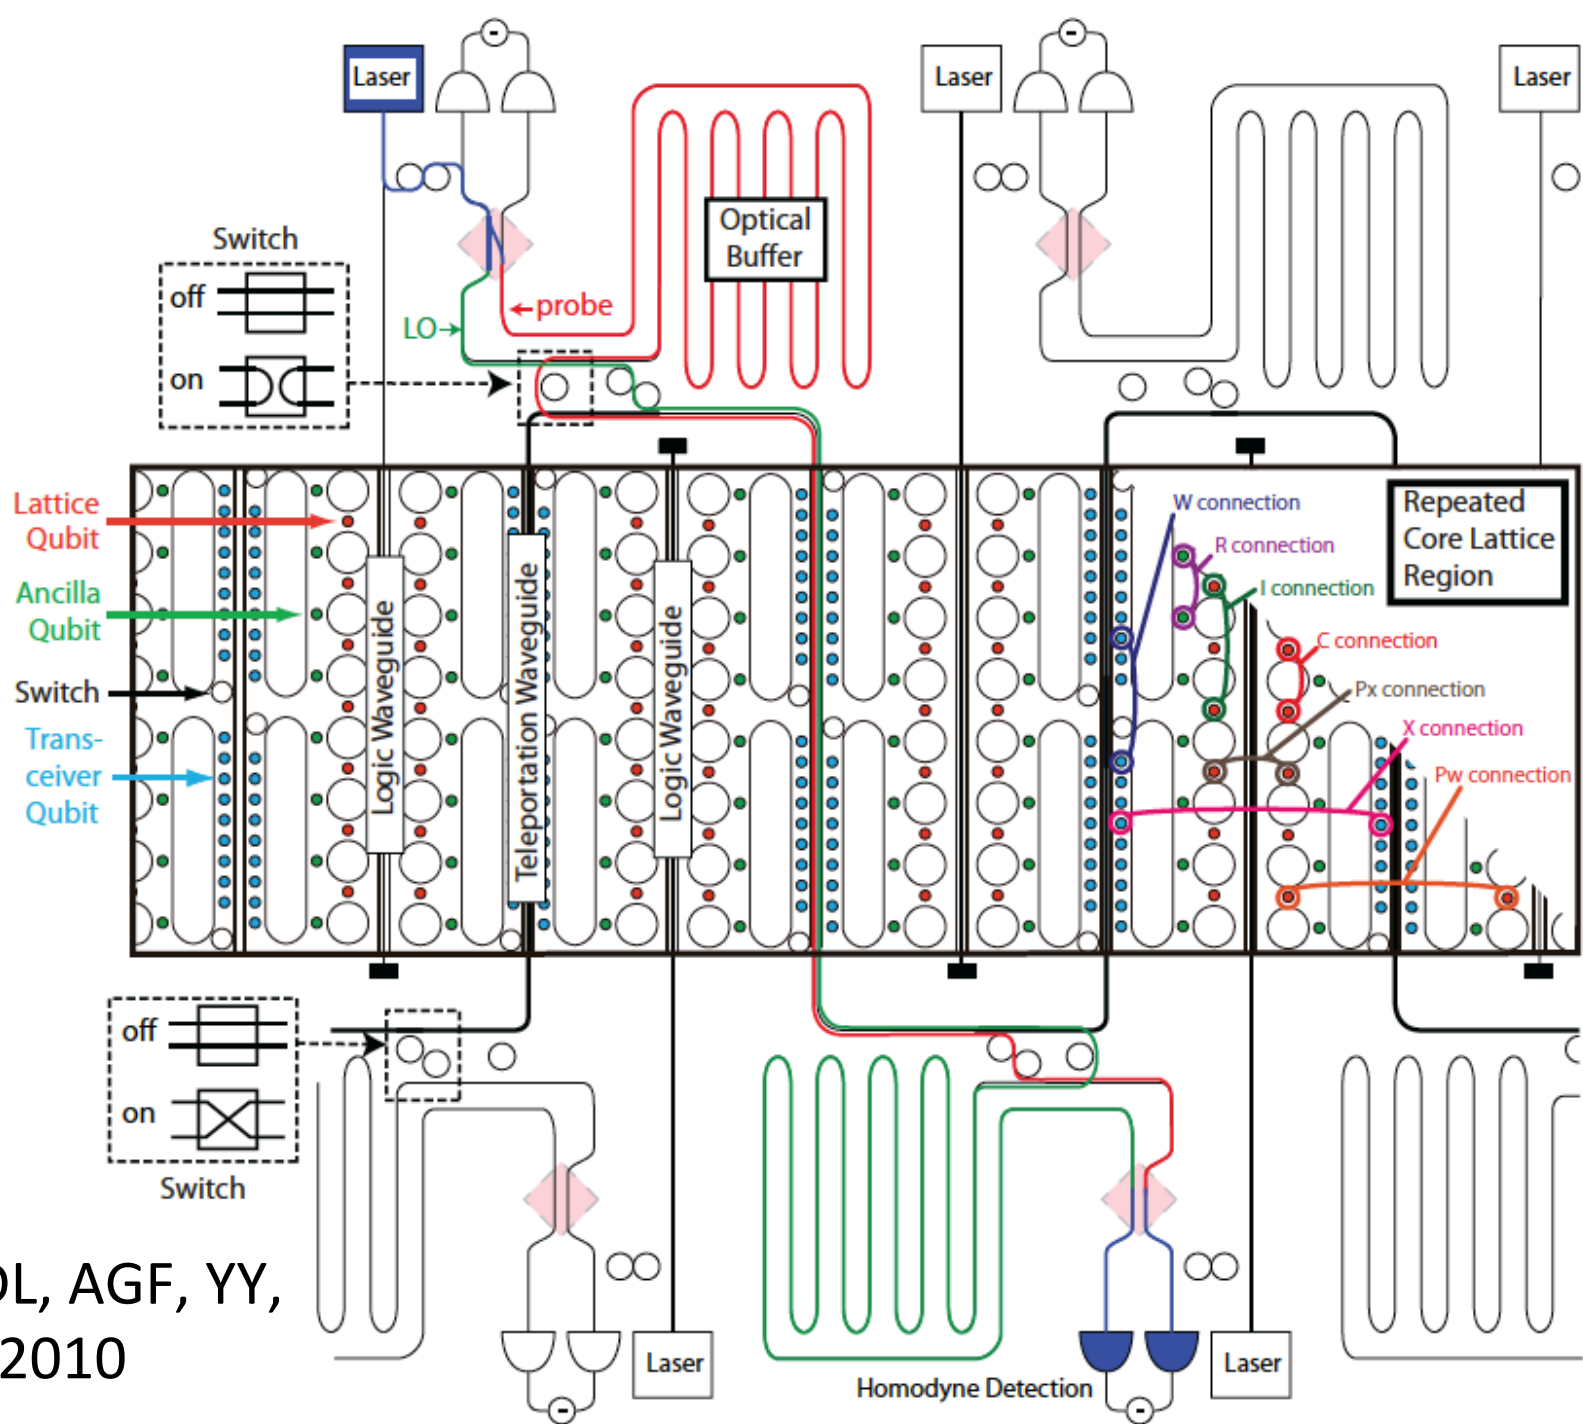 Laser
Laser
Laser
Switch
off
on
Optical
Buffer
LO
probe
Lattice
Qubit
Ancilla
Qubit
Switch
Trans-
ceiver
Qubit
Logic Waveguide
Teleportation Waveguide
Logic Waveguide
W connection
R connection
I connection
C connection
Px connection
X connection
Pw connection
Repeated
Core Lattice
Region
off
on
Switch
Laser
Homodyne Detection
Laser
L, AGF, YY,
2010